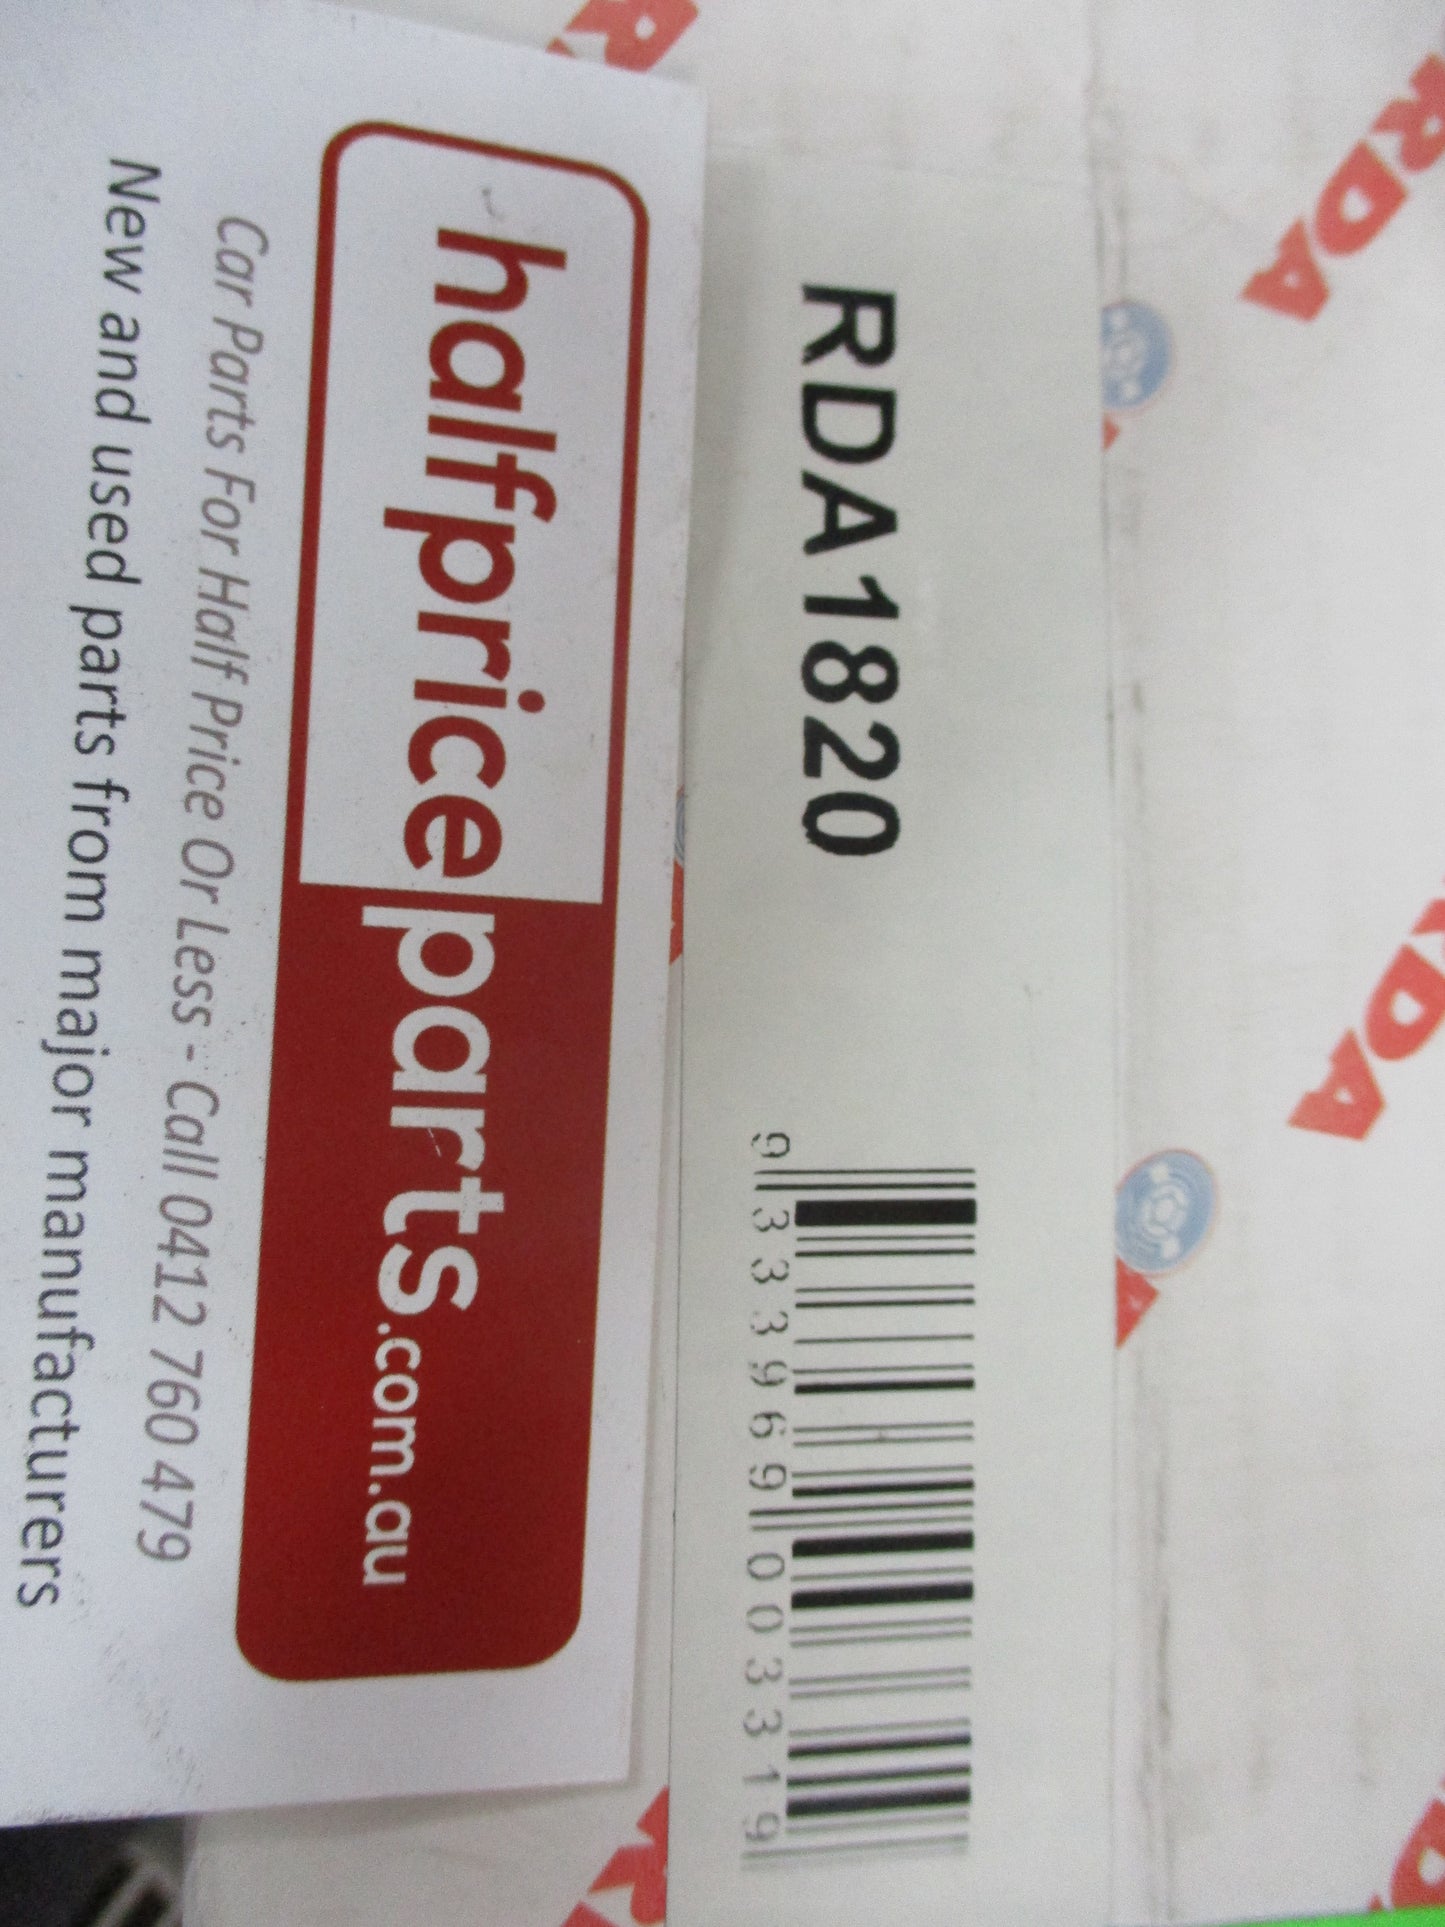 RDA
RDA1820
9 333969 003319
halfpriceparts.com.au
Car Parts For Half Price Or Less - Call 0412 760 479
New and used parts from major manufacturers
RDA